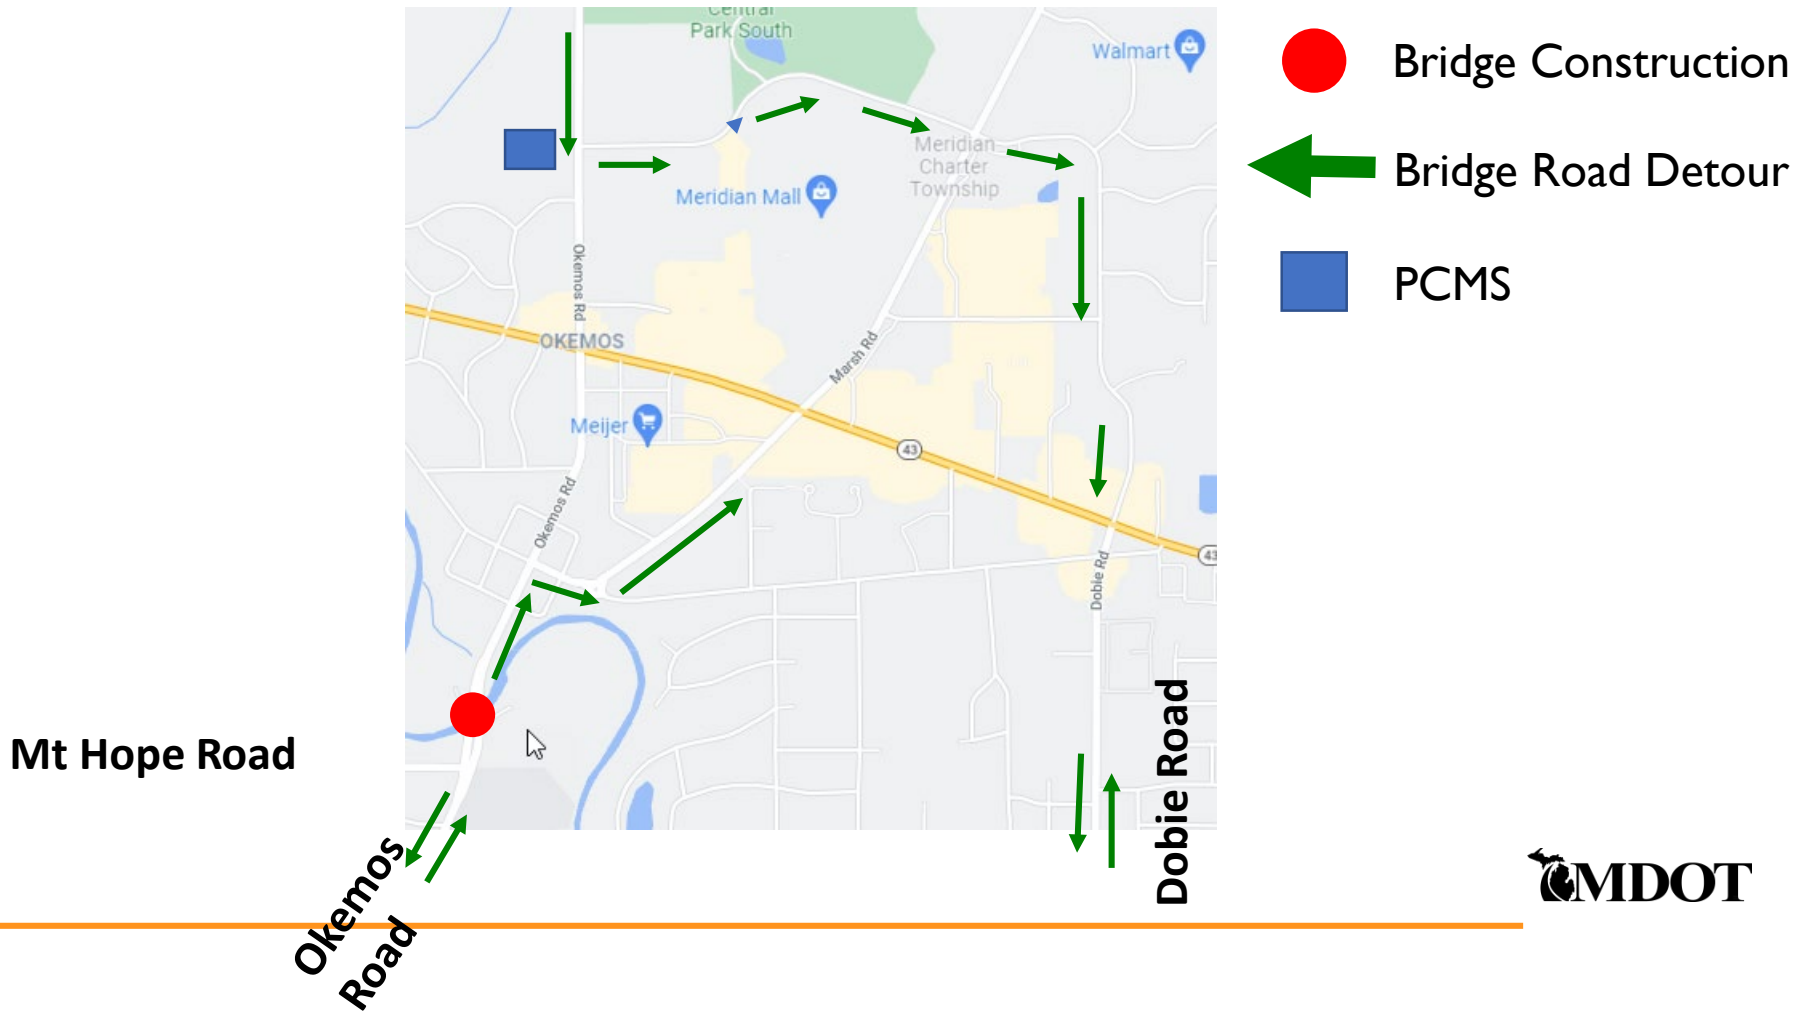 Central
Park South
Walmart
Meridian
Charter
Township
Meridian Mall
Okemos Rd
OKEMOS
Marsh Rd
Meijer
43
Okemos Rd
43
Dobie Rd
Bridge Construction
Bridge Road Detour
PCMS
Mt Hope Road
Okemos
Road
Dobie Road
MDOT